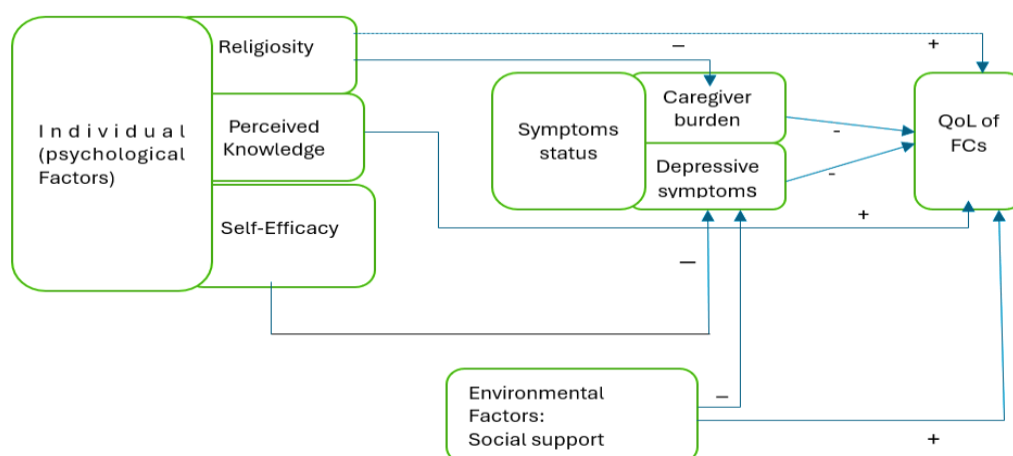 Religiosity
Individual
(psychological
Factors)
Perceived
Knowledge
Self-Efficacy
–
+
Symptoms
status
Caregiver
burden
Depressive
symptoms
-
-
QoL of
FCs
+
–
Environmental
Factors:
Social support
–
+